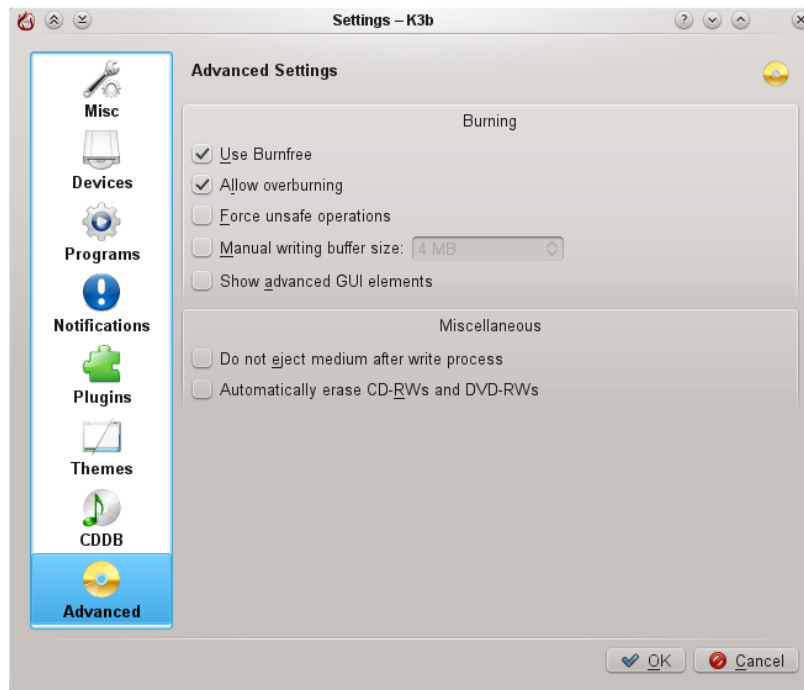 Settings – K3b
Misc
Devices
Programs
Notifications
Plugins
Themes
CDDB
Advanced
Advanced Settings
Burning
Use Burnfree
Allow overburning
Force unsafe operations
Manual writing buffer size: 4 MB
Show advanced GUI elements
Miscellaneous
Do not eject medium after write process
Automatically erase CD-RWs and DVD-RWs
OK Cancel